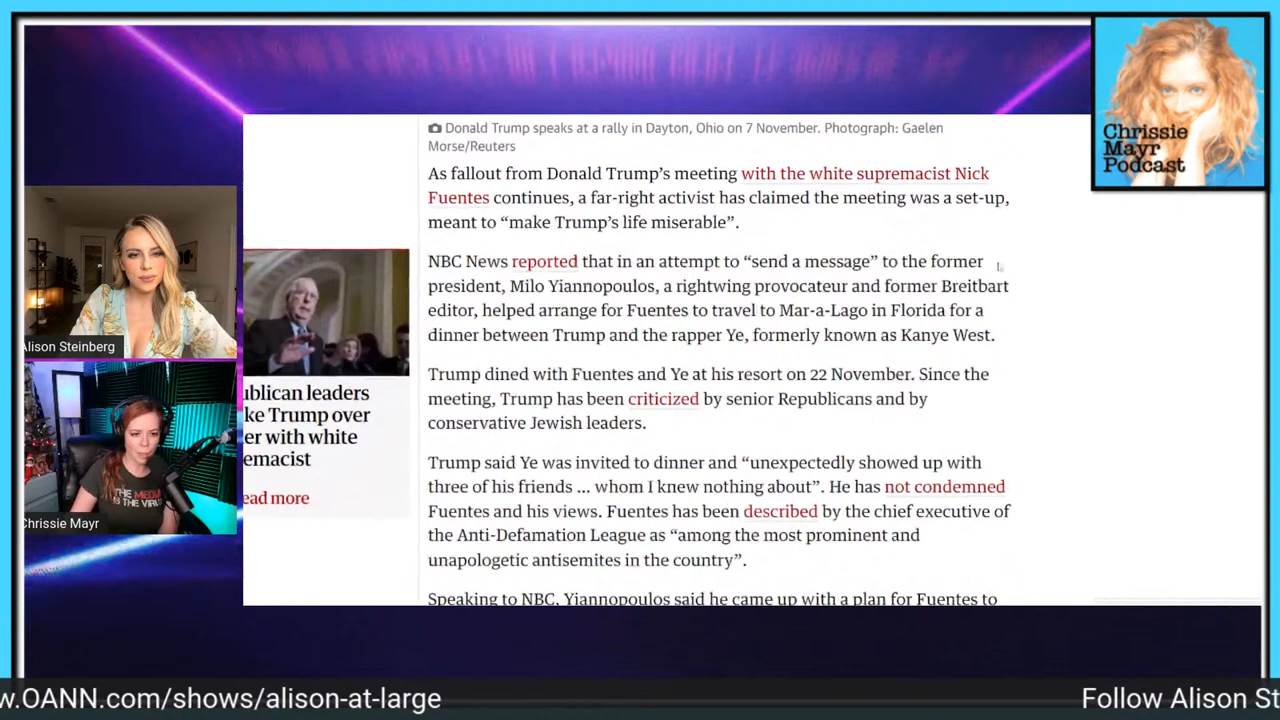 Chrissie
Mayr
Podcast
Donald Trump speaks at a rally in Dayton, Ohio on 7 November. Photograph: Gaelen
Morse/Reuters
As fallout from Donald Trump’s meeting with the white supremacist Nick
Fuentes continues, a far-right activist has claimed the meeting was a set-up,
meant to “make Trump’s life miserable”.
NBC News reported that in an attempt to “send a message” to the former
president, Milo Yiannopoulos, a rightwing provocateur and former Breitbart
editor, helped arrange for Fuentes to travel to Mar-a-Lago in Florida for a
dinner between Trump and the rapper Ye, formerly known as Kanye West.
Trump dined with Fuentes and Ye at his resort on 22 November. Since the
meeting, Trump has been criticized by senior Republicans and by
conservative Jewish leaders.
Trump said Ye was invited to dinner and “unexpectedly showed up with
three of his friends ... whom I knew nothing about”. He has not condemned
Fuentes and his views. Fuentes has been described by the chief executive of
the Anti-Defamation League as “among the most prominent and
unapologetic antisemites in the country”.
Speaking to NBC, Yiannopoulos said he came up with a plan for Fuentes to
ublican leaders
ke Trump over
er with white
emacist
ead more
Alison Steinberg
THE MEDIA
IS THE VIRUS
Chrissie Mayr
w.OANN.com/shows/alison-at-large
Follow Alison St